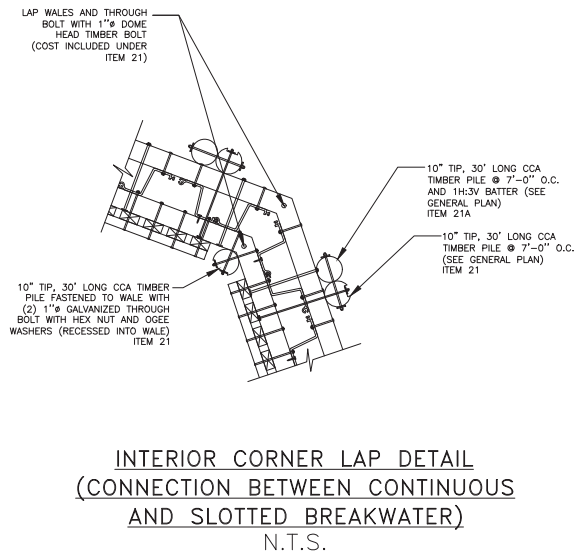 LAP WALES AND THROUGH
BOLT WITH 1"ø DOME
HEAD TIMBER BOLT
(COST INCLUDED UNDER
ITEM 21)
10" TIP, 30' LONG CCA
TIMBER PILE @ 7'-0" O.C.
AND 1H:3V BATTER (SEE
GENERAL PLAN)
ITEM 21A
10" TIP, 30' LONG CCA
TIMBER PILE @ 7'-0" O.C.
(SEE GENERAL PLAN)
ITEM 21
10" TIP, 30' LONG CCA TIMBER
PILE FASTENED TO WALE WITH
(2) 1"ø GALVANIZED THROUGH
BOLT WITH HEX NUT AND OGEE
WASHERS (RECESSED INTO WALE)
ITEM 21
INTERIOR CORNER LAP DETAIL
(CONNECTION BETWEEN CONTINUOUS
AND SLOTTED BREAKWATER)
N.T.S.